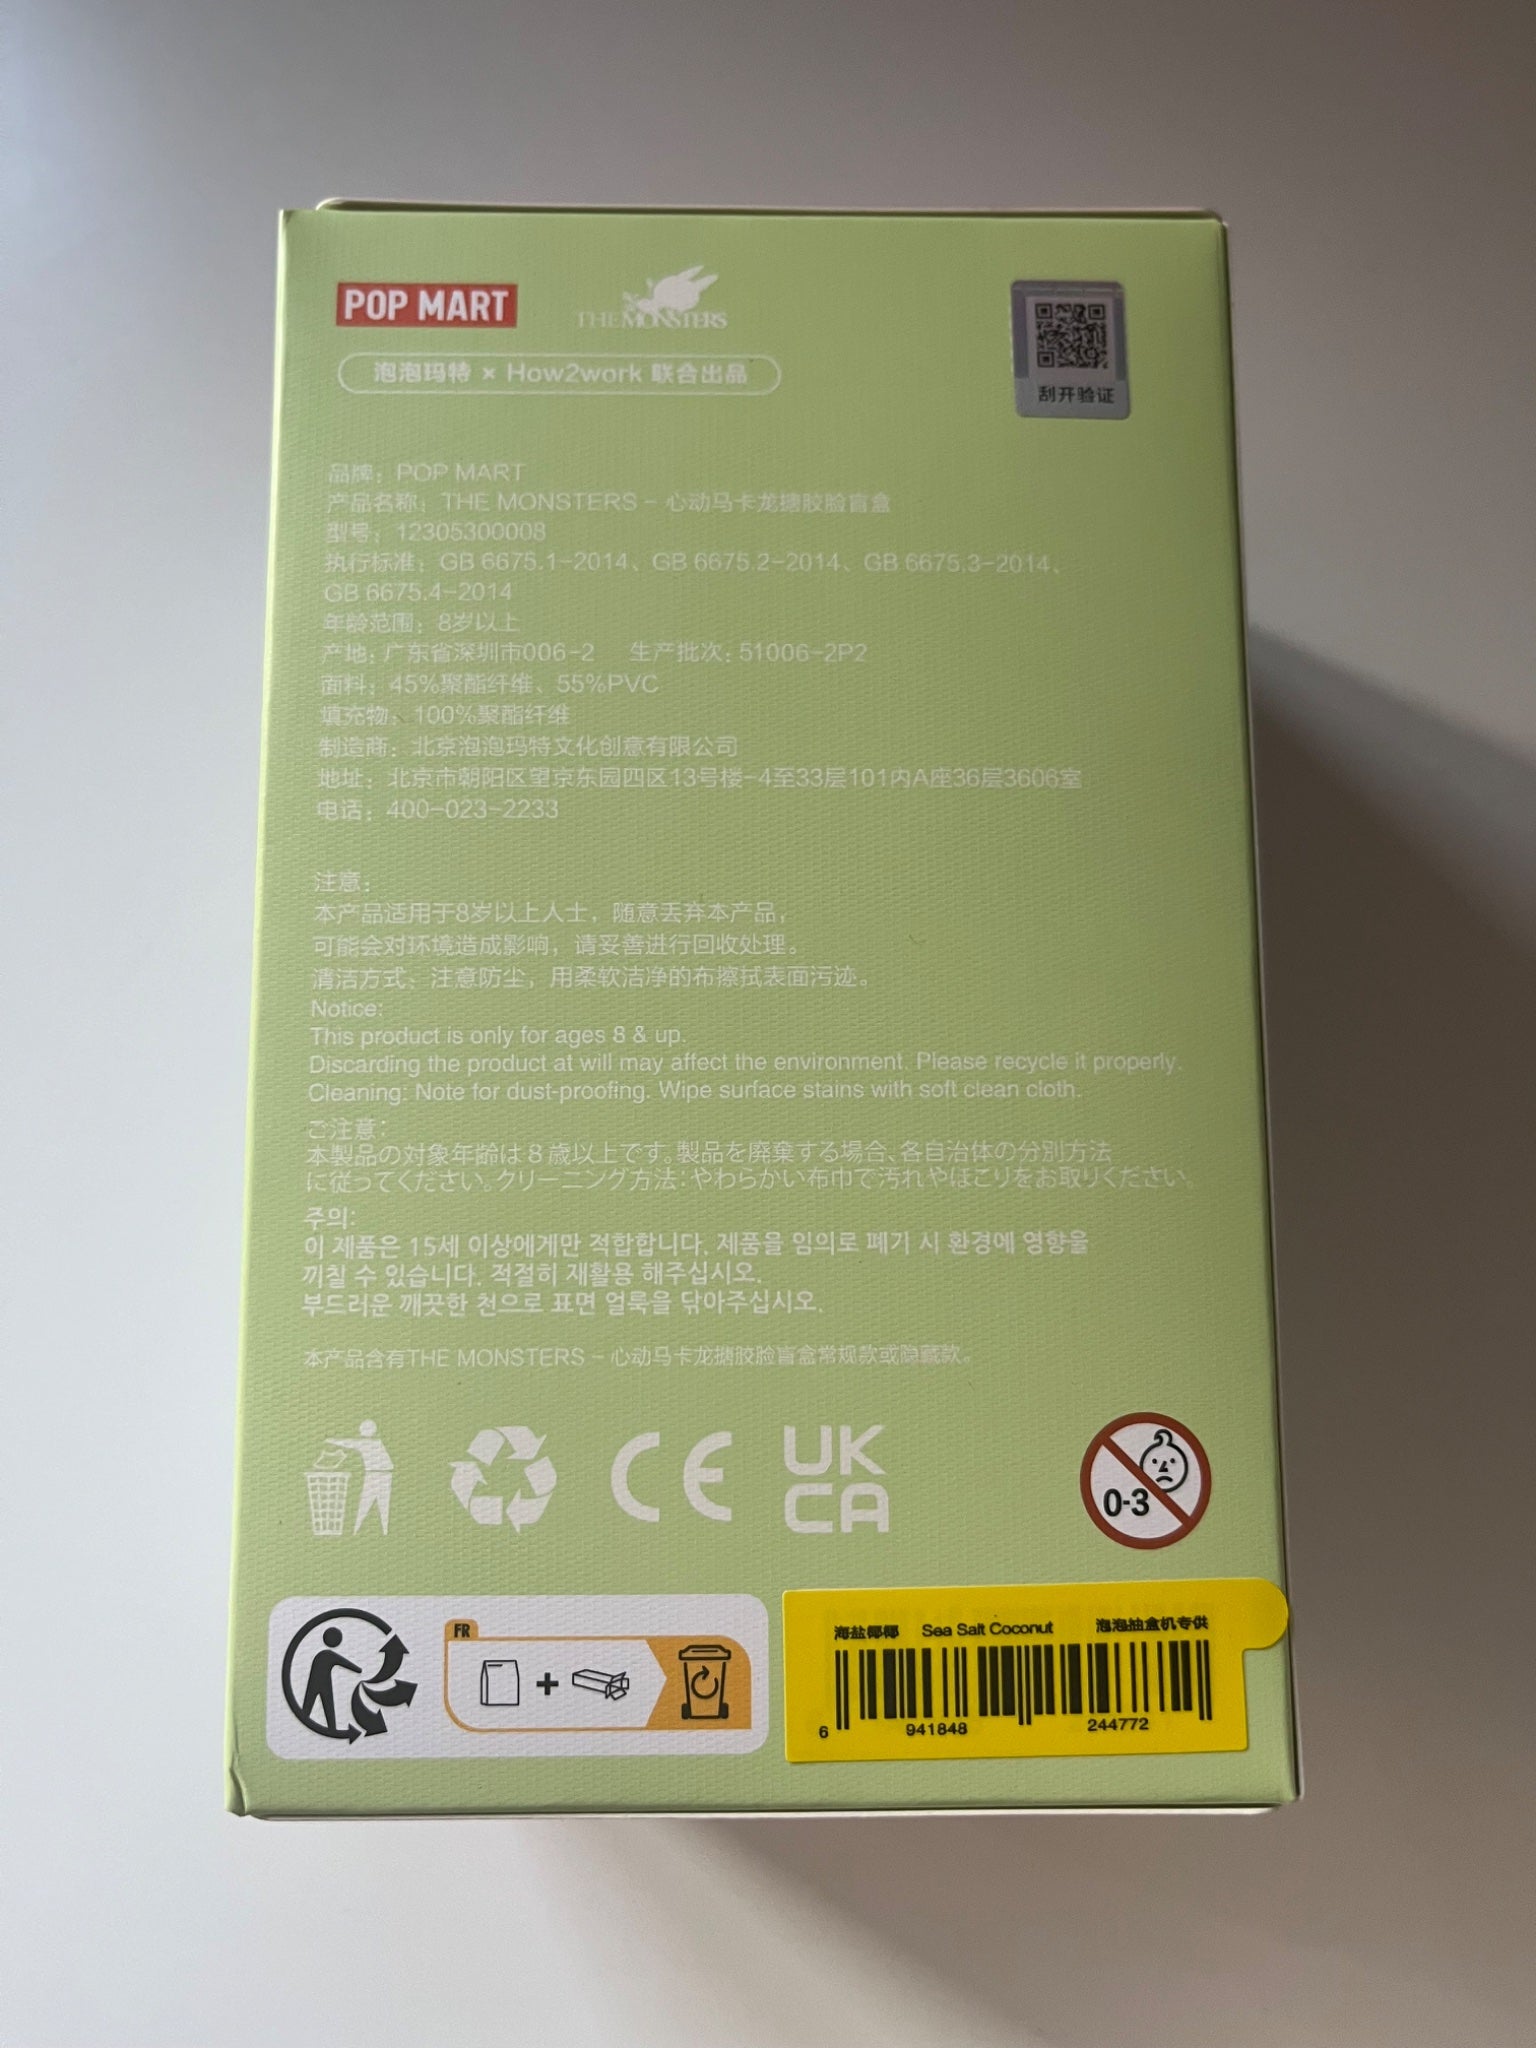 POP MART
THE MONSTERS
泡泡玛特 × How2work 联合出品
刮开验证
品牌：POP MART
产品名称：THE MONSTERS - 心动马卡龙搪胶脸盲盒
型号：12305300008
执行标准：GB 6675.1-2014、GB 6675.2-2014、GB 6675.3-2014、
GB 6675.4-2014
年龄范围：8岁以上
产地：广东省深圳市006-2 生产批次：51006-2P2
面料：45%聚酯纤维、55%PVC
填充物：100%聚酯纤维
制造商：北京泡泡玛特文化创意有限公司
地址：北京市朝阳区望京东园四区13号楼-4至33层101内A座36层3606室
电话：400-023-2233
注意：
本产品适用于8岁以上人士，随意丢弃本产品，
可能会对环境造成影响，请妥善进行回收处理。
清洁方式：注意防尘，用柔软洁净的布擦拭表面污迹。
Notice:
This product is only for ages 8 & up.
Discarding the product at will may affect the environment. Please recycle it properly.
Cleaning: Note for dust-proofing. Wipe surface stains with soft clean cloth.
ご注意：
本製品の対象年齢は8歳以上です。製品を廃棄する場合、各自治体の分別方法
に従ってください。クリーニング方法：やわらかい布巾で汚れやほこりをお取りください。
주의:
이 제품은 15세 이상에게만 적합합니다. 제품을 임의로 폐기 시 환경에 영향을
끼칠 수 있습니다. 적절히 재활용 해주십시오.
부드러운 깨끗한 천으로 표면 얼룩을 닦아주십시오.
本产品含有THE MONSTERS - 心动马卡龙搪胶脸盲盒常规款或隐藏款。
CE
UK
CA
0-3
FR
+
海盐椰椰 Sea Salt Coconut 泡泡抽盒机专供
6 941848 244772